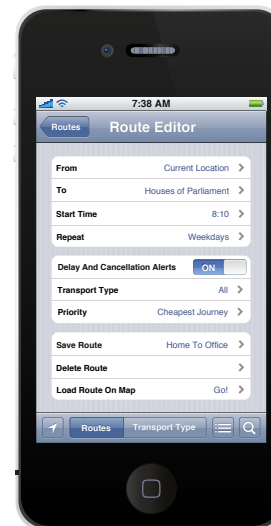 7:38 AM
Routes
Route Editor
From Current Location
To Houses of Parliament
Start Time 8:10
Repeat Weekdays
Delay And Cancellation Alerts ON
Transport Type All
Priority Cheapest Journey
Save Route Home To Office
Delete Route
Load Route On Map Go!
Routes Transport Type